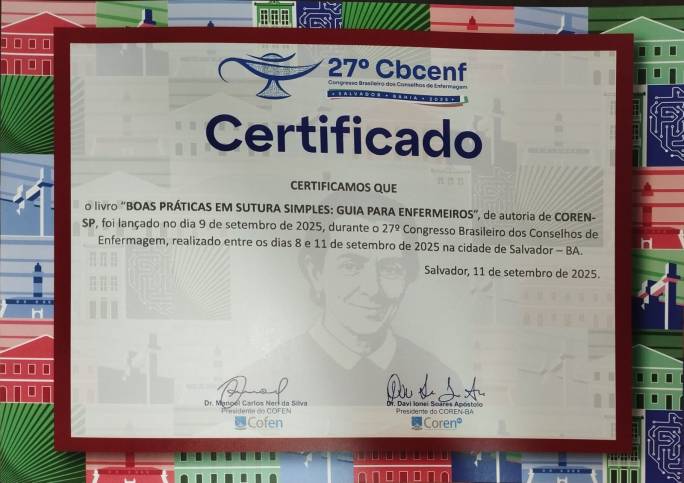 27º Cbcenf
Congresso Brasileiro dos Conselhos de Enfermagem
SALVADOR • BAHIA • 2025
Certificado
CERTIFICAMOS QUE
o livro “BOAS PRÁTICAS EM SUTURA SIMPLES: GUIA PARA ENFERMEIROS”, de autoria de COREN-
SP, foi lançado no dia 9 de setembro de 2025, durante o 27º Congresso Brasileiro dos Conselhos de
Enfermagem, realizado entre os dias 8 e 11 de setembro de 2025 na cidade de Salvador – BA.
Salvador, 11 de setembro de 2025.
Dr. Manoel Carlos Neri da Silva
Presidente do COFEN
Cofen
Dr. Davi Ionei Soares Apóstolo
Presidente do COREN-BA
Coren